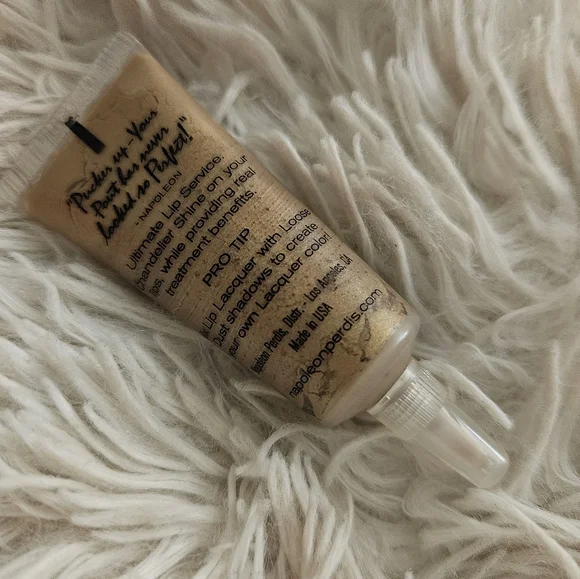 "Pucker up - Your
Pout has never
looked so Perfect!"
- NAPOLEON
Ultimate Lip Service.
Chandelier Shine on your
lips, while providing real
treatment benefits.
PRO TIP
Lip Lacquer with Loose
Dust shadows to create
your own Lacquer color!
Napoleon Perdis, Distr. - Los Angeles, CA
Made in USA
napoleonperdis.com